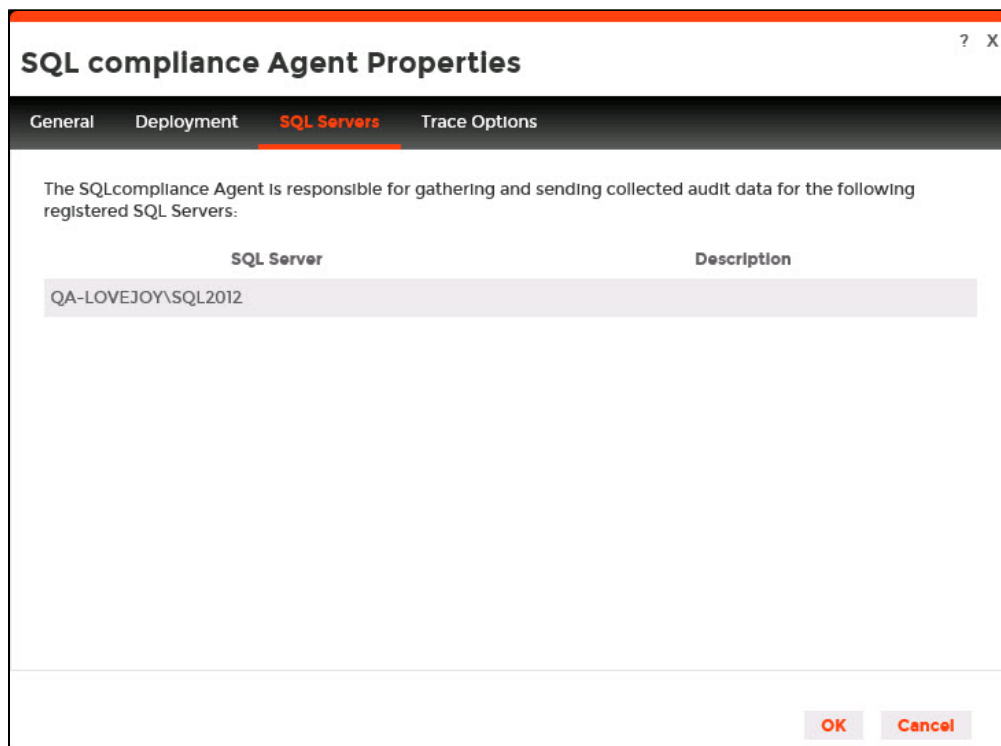 ? X
SQL compliance Agent Properties
General Deployment SQL Servers Trace Options
The SQLcompliance Agent is responsible for gathering and sending collected audit data for the following
registered SQL Servers:
SQL Server Description
QA-LOVEJOY\SQL2012
OK Cancel